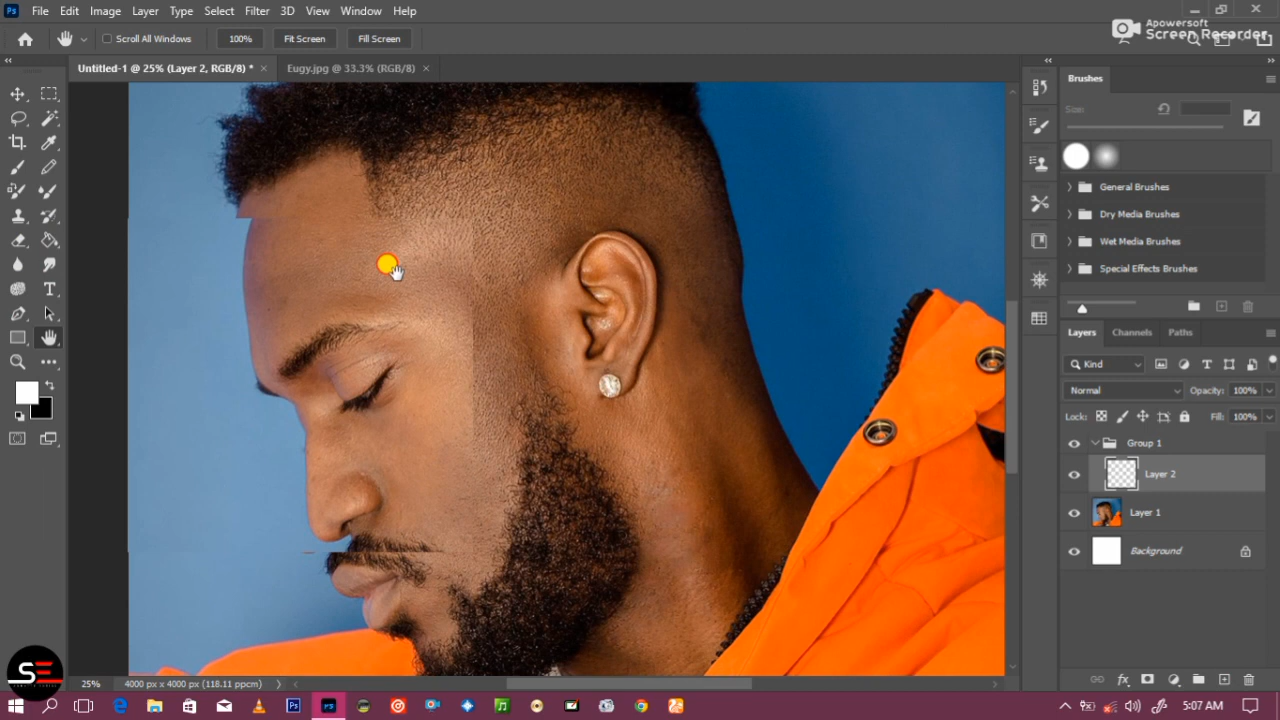 Ps File Edit Image Layer Type Select Filter 3D View Window Help
Apowersoft
Screen Recorder
Scroll All Windows 100% Fit Screen Fill Screen
Untitled-1 @ 25% (Layer 2, RGB/8) * × Eugy.jpg @ 33.3% (RGB/8) ×
Brushes
Size:
General Brushes
Dry Media Brushes
Wet Media Brushes
Special Effects Brushes
Layers Channels Paths
Kind
Normal Opacity: 100%
Lock: Fill: 100%
Group 1
Layer 2
Layer 1
Background
SE
25% 4000 px x 4000 px (118.11 ppcm)
5:07 AM